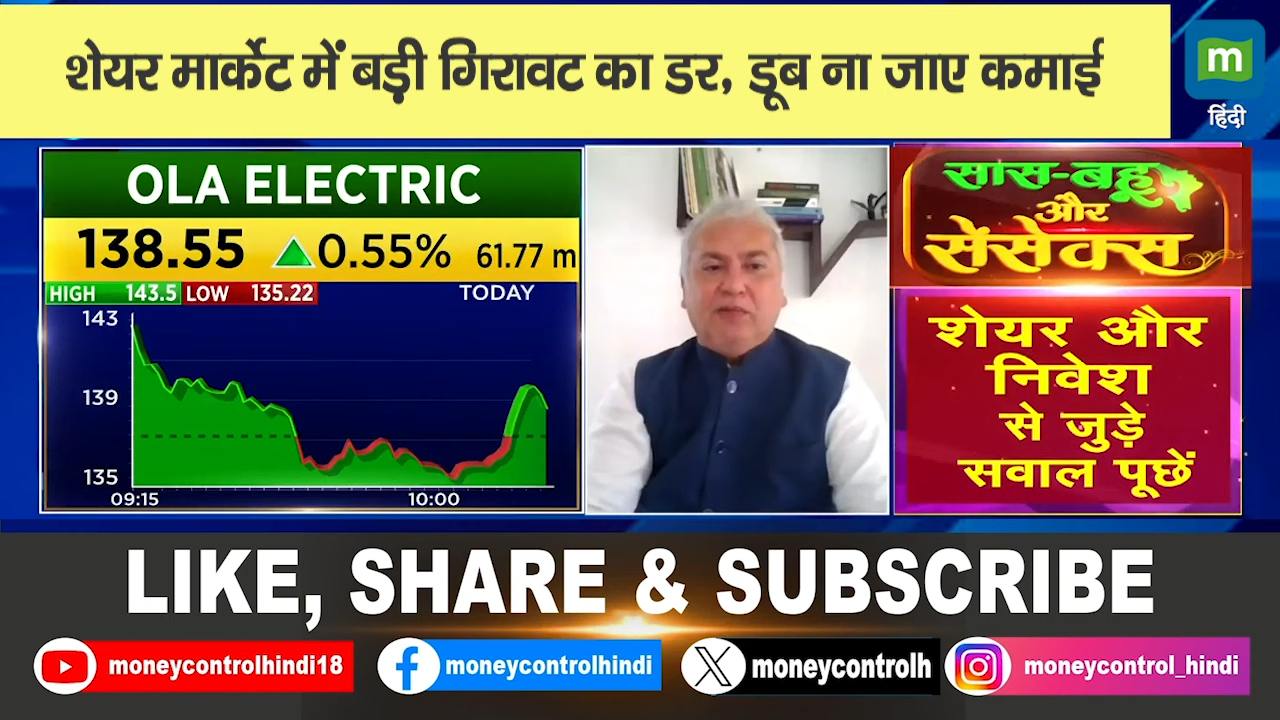 शेयर मार्केट में बड़ी गिरावट का डर, डूब ना जाए कमाई
m
हिंदी
OLA ELECTRIC
138.55 0.55% 61.77 m
HIGH 143.5 LOW 135.22 TODAY
143
139
135
09:15 10:00
सास-बहू
और
सेंसेक्स
शेयर और
निवेश
से जुड़े
सवाल पूछें
LIKE, SHARE & SUBSCRIBE
moneycontrolhindi18 moneycontrolhindi moneycontrolh moneycontrol_hindi